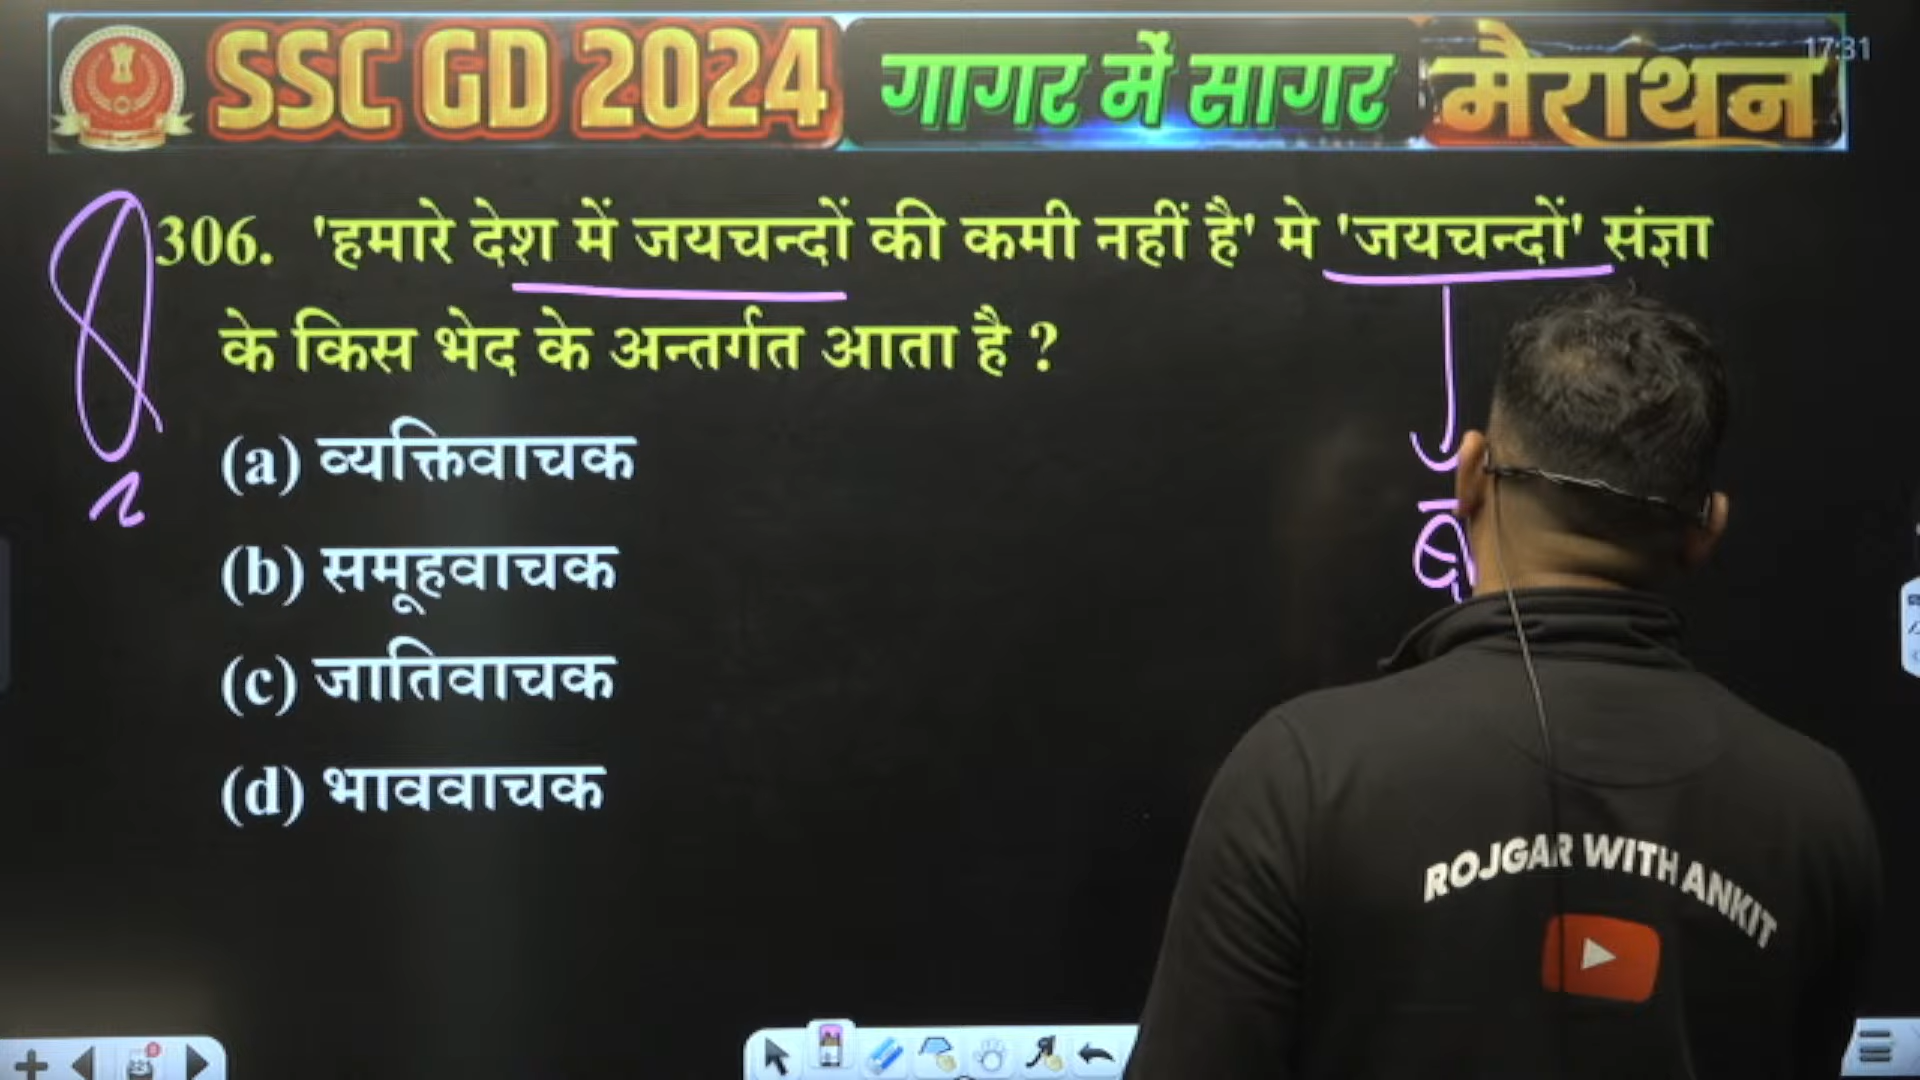 SSC GD 2024 गागर में सागर मैराथन
17:31
306. 'हमारे देश में जयचन्दों की कमी नहीं है' मे 'जयचन्दों' संज्ञा
के किस भेद के अन्तर्गत आता है ?
(a) व्यक्तिवाचक
(b) समूहवाचक
(c) जातिवाचक
(d) भाववाचक
ROJGAR WITH ANKIT